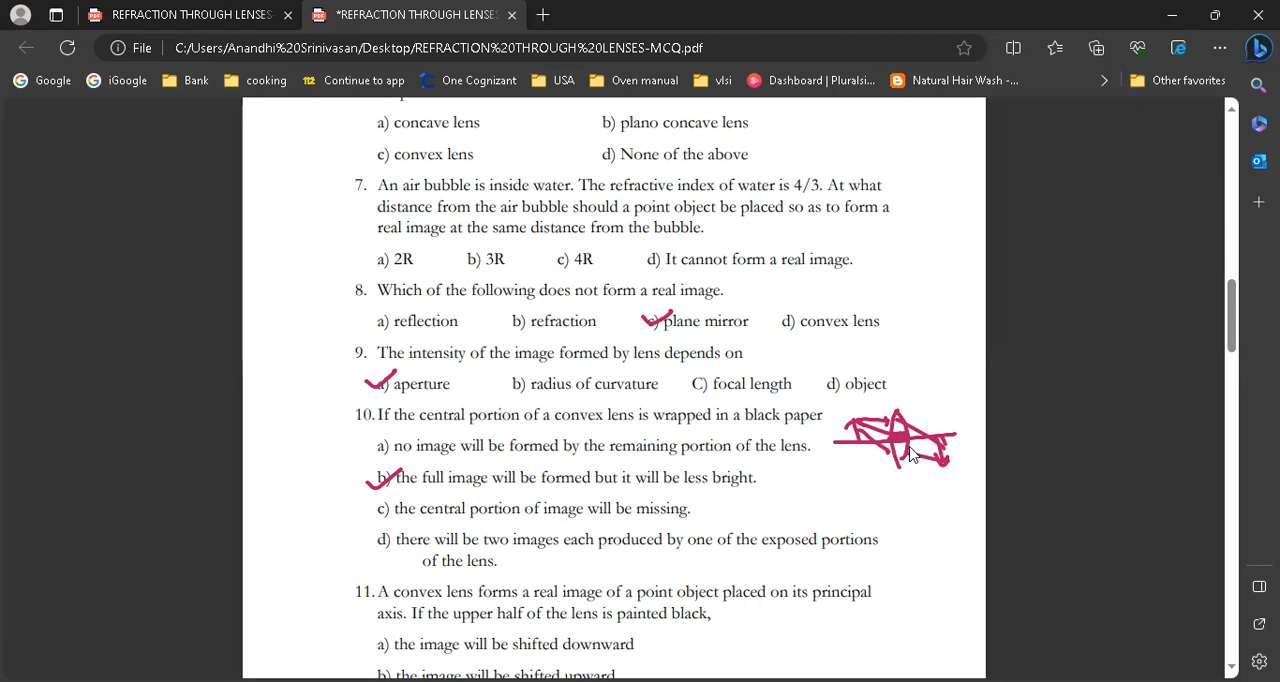 REFRACTION THROUGH LENSES-
*REFRACTION THROUGH LENSES
File
C:/Users/Anandhi%20Srinivasan/Desktop/REFRACTION%20THROUGH%20LENSES-MCQ.pdf
Google iGoogle Bank cooking Continue to app One Cognizant USA Oven manual vlsi Dashboard | Pluralsi... Natural Hair Wash -... Other favorites
a) concave lens b) plano concave lens
c) convex lens d) None of the above
7. An air bubble is inside water. The refractive index of water is 4/3. At what
distance from the air bubble should a point object be placed so as to form a
real image at the same distance from the bubble.
a) 2R b) 3R c) 4R d) It cannot form a real image.
8. Which of the following does not form a real image.
a) reflection b) refraction c) plane mirror d) convex lens
9. The intensity of the image formed by lens depends on
a) aperture b) radius of curvature C) focal length d) object
10. If the central portion of a convex lens is wrapped in a black paper
a) no image will be formed by the remaining portion of the lens.
b) the full image will be formed but it will be less bright.
c) the central portion of image will be missing.
d) there will be two images each produced by one of the exposed portions
of the lens.
11. A convex lens forms a real image of a point object placed on its principal
axis. If the upper half of the lens is painted black,
a) the image will be shifted downward
b) the image will be shifted upward